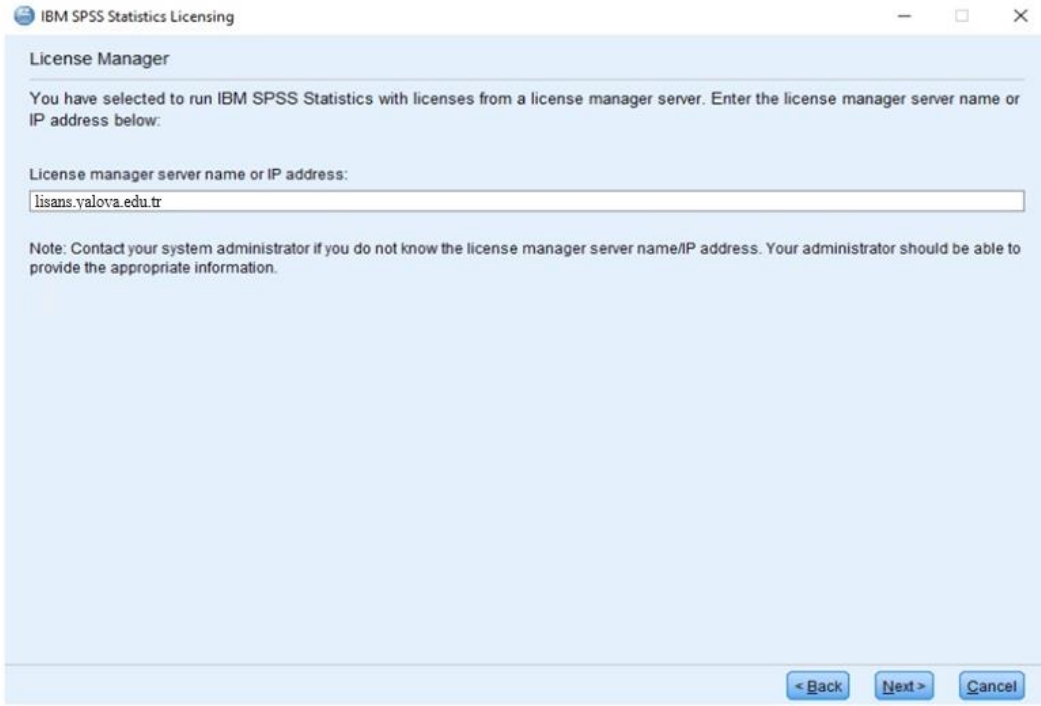 IBM SPSS Statistics Licensing
License Manager
You have selected to run IBM SPSS Statistics with licenses from a license manager server. Enter the license manager server name or
IP address below:
License manager server name or IP address:
lisans.yalova.edu.tr
Note: Contact your system administrator if you do not know the license manager server name/IP address. Your administrator should be able to
provide the appropriate information.
< Back Next > Cancel